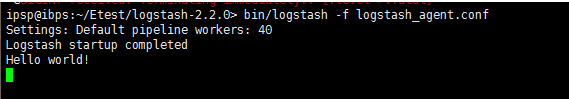 ipsp@ibps:~/Etest/logstash-2.2.0> bin/logstash -f logstash_agent.conf
Settings: Default pipeline workers: 40
Logstash startup completed
Hello world!